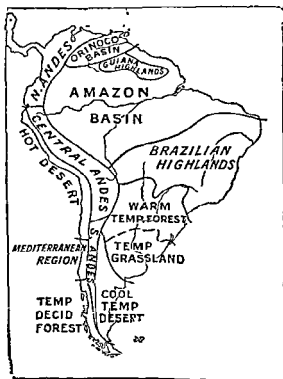 N. ANDES
ORINOCO
BASIN
GUIANA
HIGHLANDS
AMAZON
BASIN
CENTRAL ANDES
HOT DESERT
BRAZILIAN
HIGHLANDS
WARM
TEMP. FOREST
TEMP
GRASSLAND
MEDITERRANEAN
REGION
S. ANDES
TEMP
DECID
FOREST
COOL
TEMP
DESERT